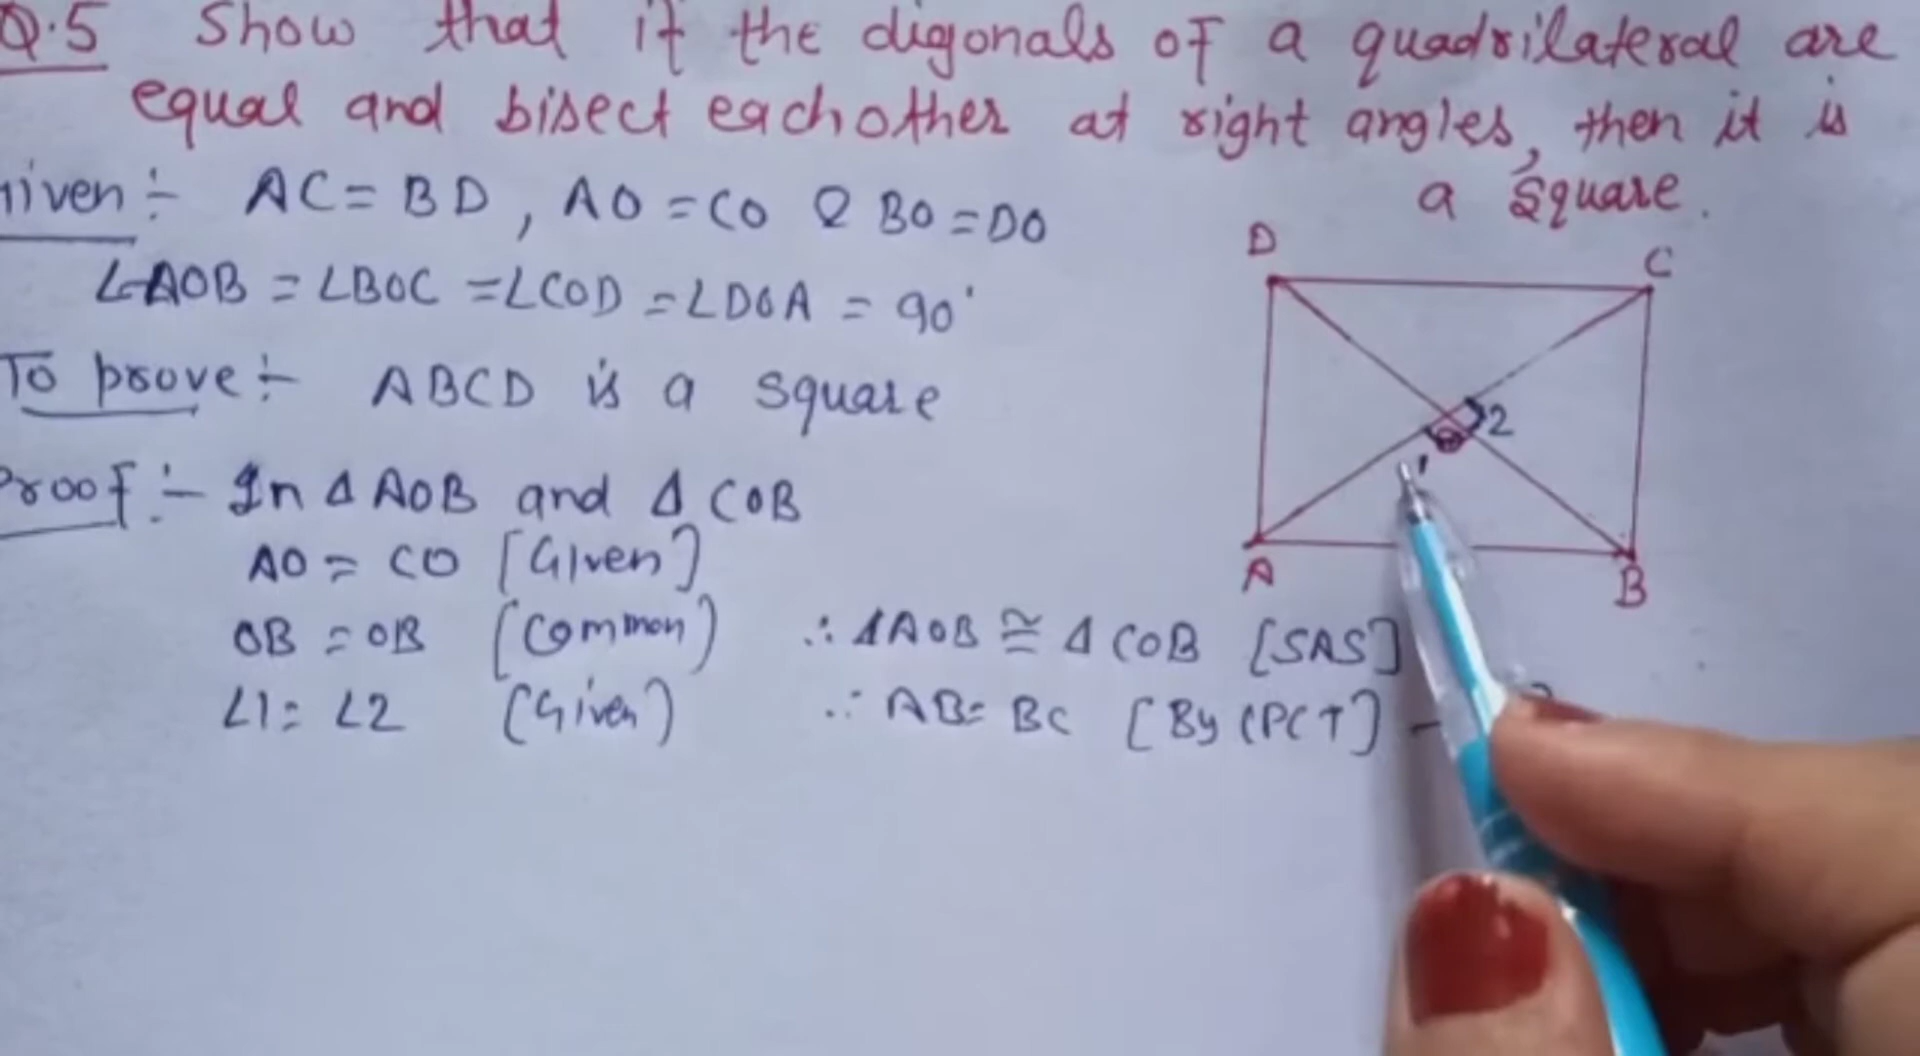 Q.5 Show that if the digonals of a quadrilateral are
equal and bisect eachother at right angles, then it is
a square.
iven :- AC = BD, AO = CO & BO = DO
∠AOB = ∠BOC = ∠COD = ∠DOA = 90°
To prove :- ABCD is a square
Proof :- In Δ AOB and Δ COB
AO = CO [Given]
OB = OB [Common)
∠1 = ∠2 (Given)
∴ ΔAOB ≅ Δ COB [SAS]
∴ AB = BC [By CPCT] -
D
C
2
O
1
A
B